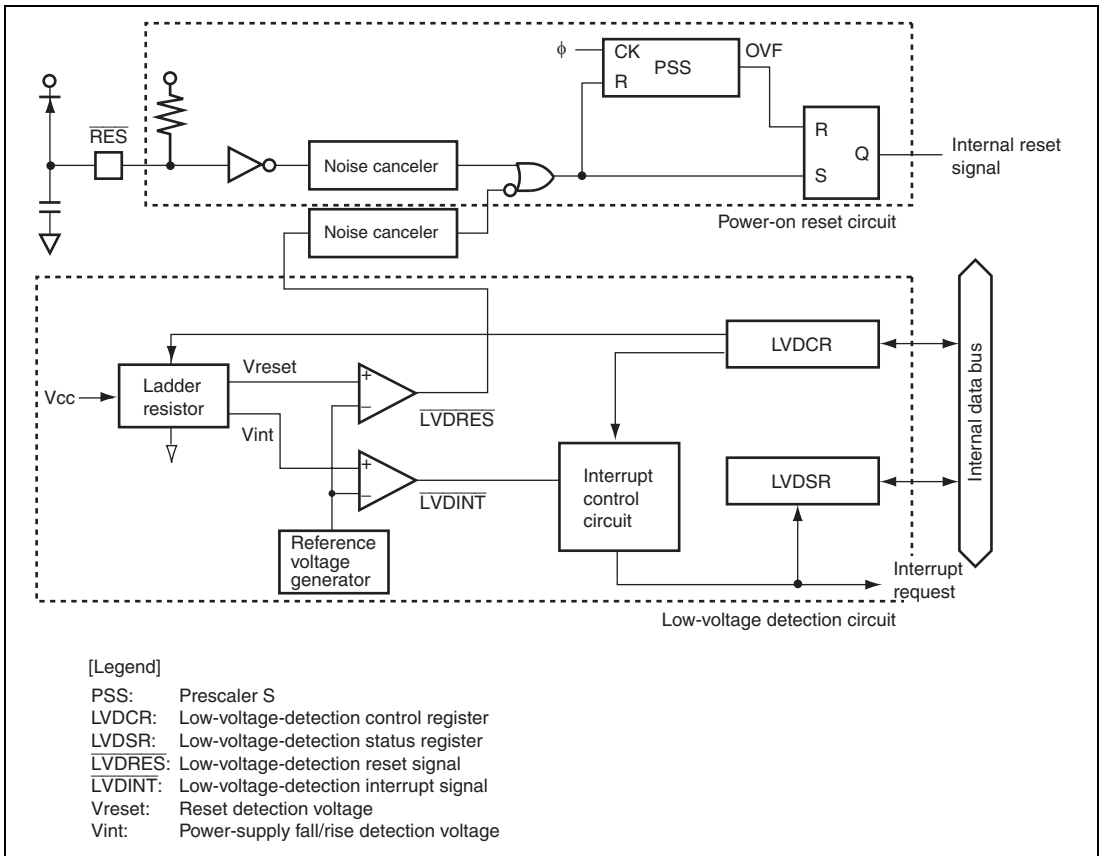 φ
CK
PSS
R
OVF
RES
Noise canceler
R
Q
S
Internal reset
signal
Noise canceler
Power-on reset circuit
LVDCR
Vcc
Ladder
resistor
Vreset
Vint
+
−
LVDRES
+
−
LVDINT
Interrupt
control
circuit
LVDSR
Internal data bus
Reference
voltage
generator
Interrupt
request
Low-voltage detection circuit
[Legend]
PSS: Prescaler S
LVDCR: Low-voltage-detection control register
LVDSR: Low-voltage-detection status register
LVDRES: Low-voltage-detection reset signal
LVDINT: Low-voltage-detection interrupt signal
Vreset: Reset detection voltage
Vint: Power-supply fall/rise detection voltage